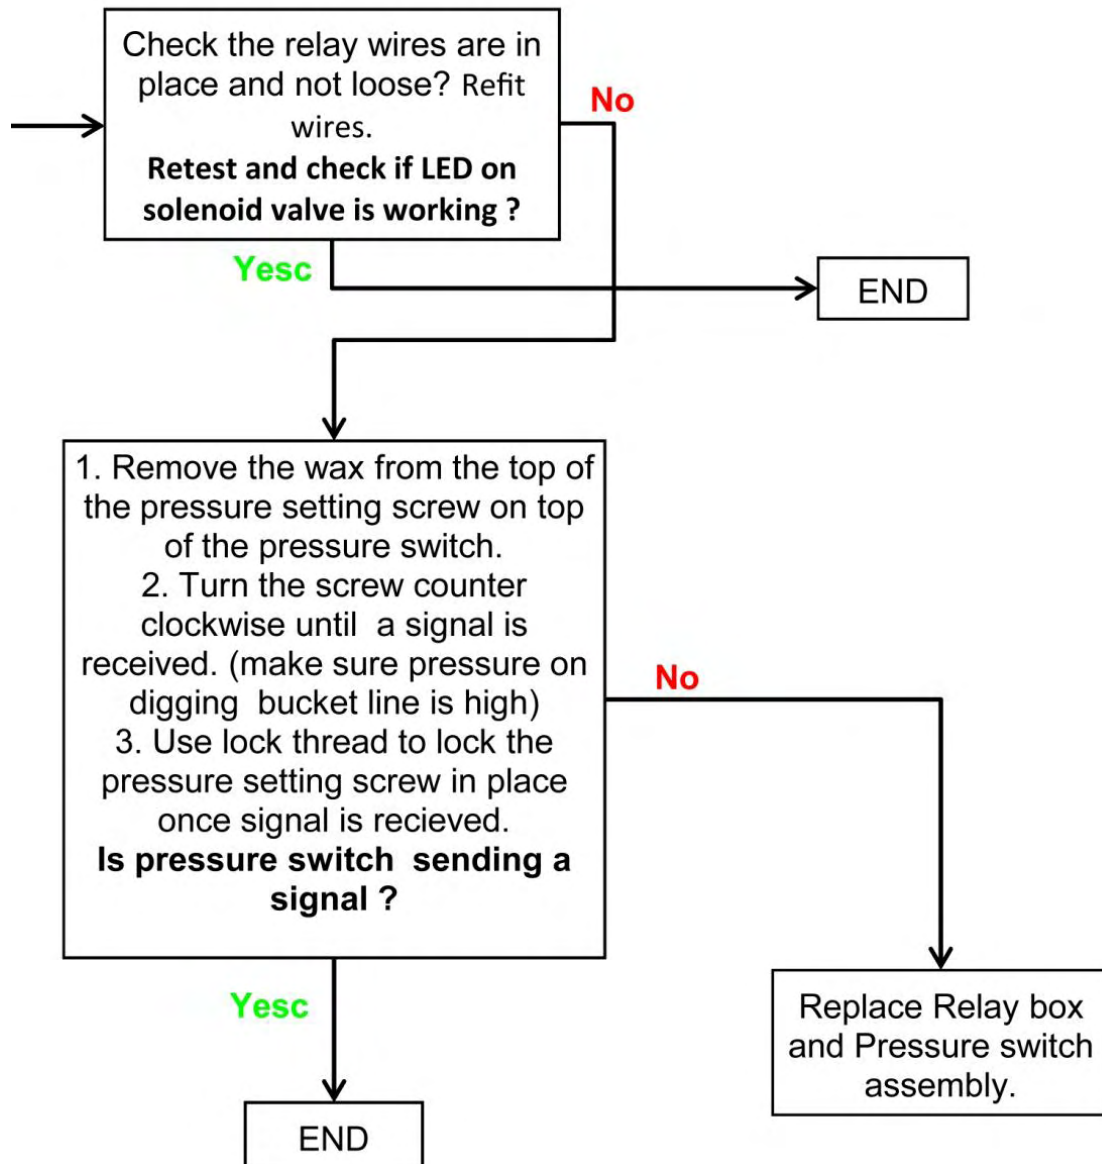 Check the relay wires are in
place and not loose? Refit
wires.
Retest and check if LED on
solenoid valve is working ?
No
Yesc
END
1. Remove the wax from the top of
the pressure setting screw on top
of the pressure switch.
2. Turn the screw counter
clockwise until a signal is
received. (make sure pressure on
digging bucket line is high)
3. Use lock thread to lock the
pressure setting screw in place
once signal is recieved.
Is pressure switch sending a
signal ?
No
Yesc
Replace Relay box
and Pressure switch
assembly.
END